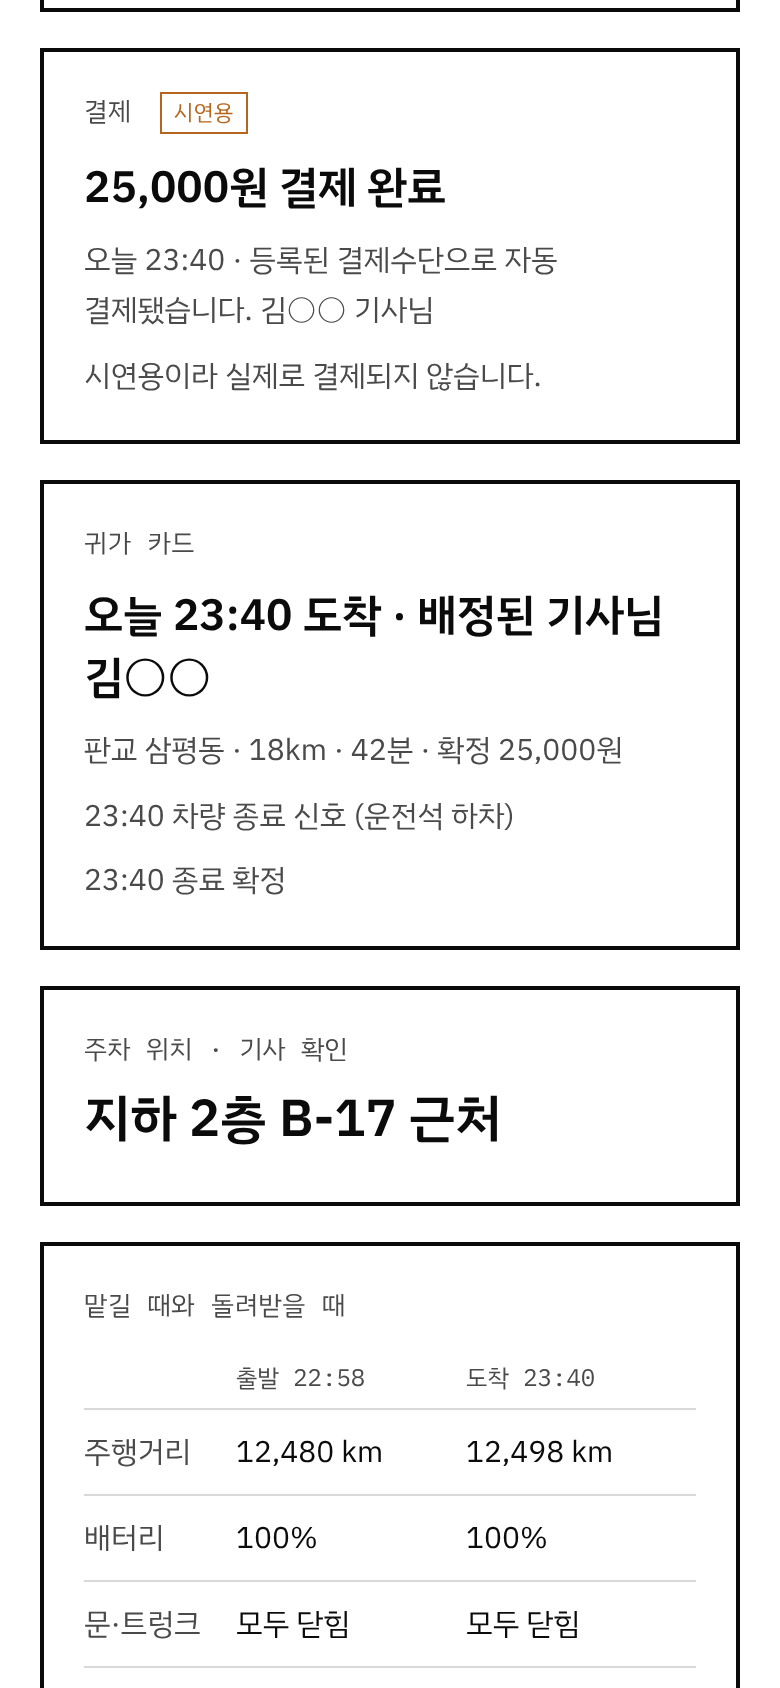 결제 시연용
25,000원 결제 완료
오늘 23:40 · 등록된 결제수단으로 자동
결제됐습니다. 김○○ 기사님
시연용이라 실제로 결제되지 않습니다.
귀가 카드
오늘 23:40 도착 · 배정된 기사님
김○○
판교 삼평동 · 18km · 42분 · 확정 25,000원
23:40 차량 종료 신호 (운전석 하차)
23:40 종료 확정
주차 위치 · 기사 확인
지하 2층 B-17 근처
맡길 때와 돌려받을 때
출발 22:58 도착 23:40
주행거리 12,480 km 12,498 km
배터리 100% 100%
문·트렁크 모두 닫힘 모두 닫힘